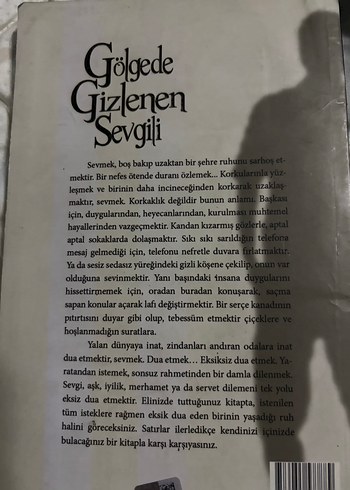 Gölgede
Gizlenen
Sevgili
Sevmek, boş bakıp uzaktan bir şehre ruhunu sarhoş et-
mektir. Bir nefes ötende duranı özlemek... Korkularınla yüz-
leşmek ve birinin daha incineceğinden korkarak uzaklaş-
maktır, sevmek. Korkaklık değildir bunun anlamı. Başkası
için, duygularından, heyecanlarından, kurulması muhtemel
hayallerinden vazgeçmektir. Kandan kızarmış gözlerle, aptal
aptal sokaklarda dolaşmaktır. Sıkı sıkı sarıldığın telefona
mesaj gelmediği için, telefonu nefretle duvara fırlatmaktır.
Ya da sessiz sedasız yüreğindeki gizli köşene çekilip, onun var
olduğuna sevinmektir. Yanı başındaki insana duygularını
hissettirmemek için, oradan buradan konuşarak, saçma
sapan konular açarak lafı değiştirmektir. Bir serçe kanadının
pıtırtısını duyar gibi olup, tebessüm etmektir çiçeklere ve
hoşlanmadığın suratlara.
Yalan dünyaya inat, zindanları andıran odalara inat
dua etmektir, sevmek. Dua etmek... Eksiksiz dua etmek. Ya-
ratandan istemek, sonsuz rahmetinden bir damla dilenmek.
Sevgi, aşk, iyilik, merhamet ya da servet dilemeni tek yolu
eksiz dua etmektir. Elinizde tuttuğunuz kitapta, istenilen
tüm isteklere rağmen eksik dua eden birinin yaşadığı ruh
halini göreceksiniz. Satırlar ilerledikçe kendinizi içinizde
bulacağınız bir kitapla karşı karşıyasınız.